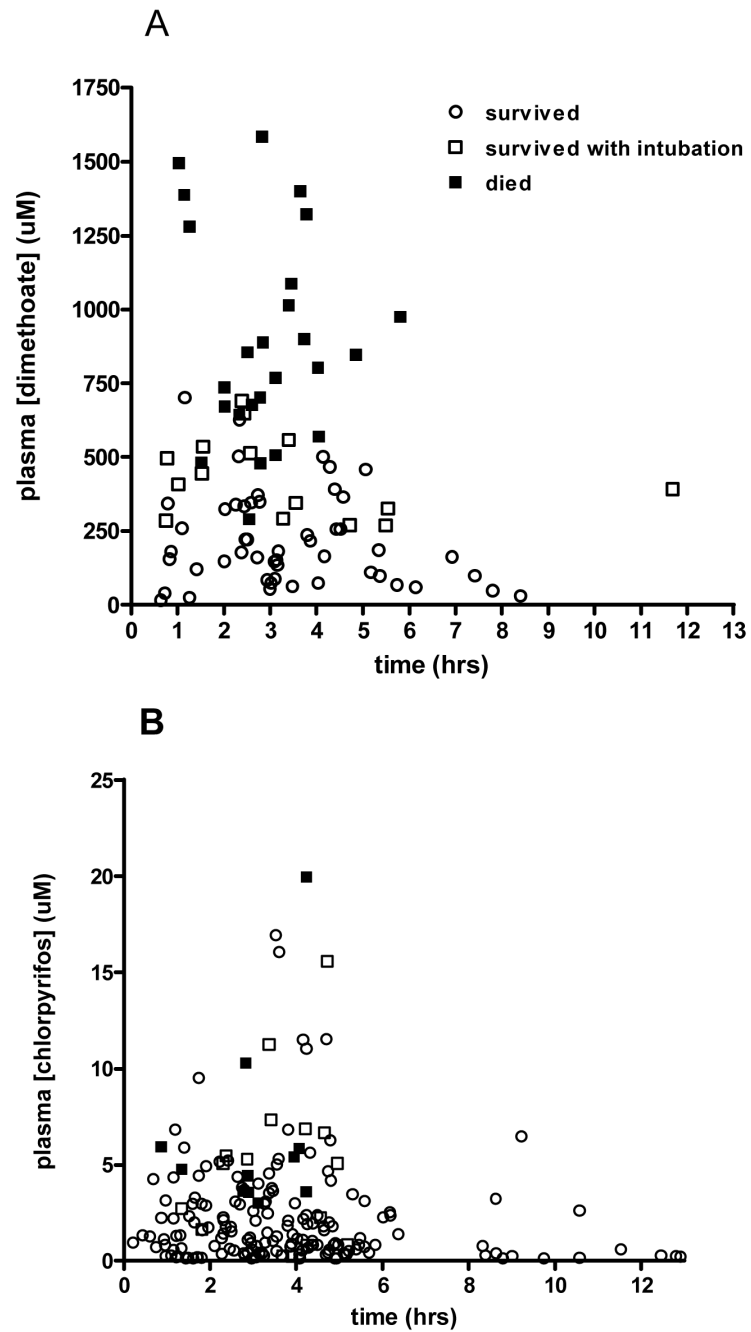 A
plasma [dimethoate] (uM)
1750
1500
1250
1000
750
500
250
0
survived
survived with intubation
died
0 1 2 3 4 5 6 7 8 9 10 11 12 13
time (hrs)
B
plasma [chlorpyrifos] (uM)
25
20
15
10
5
0
0 2 4 6 8 10 12
time (hrs)